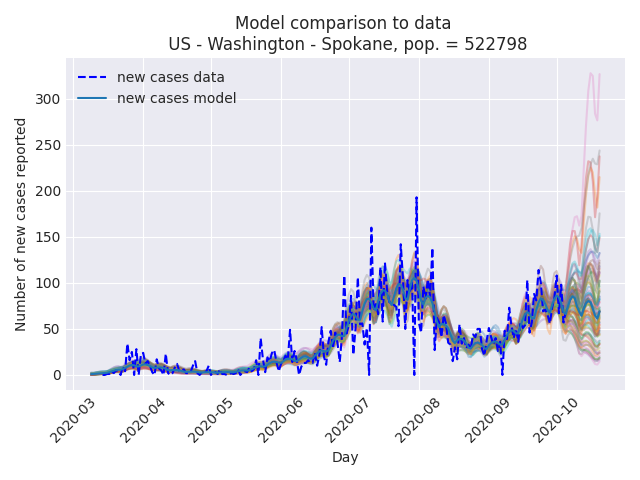 Model comparison to data
US - Washington - Spokane, pop. = 522798
new cases data
new cases model
Number of new cases reported
300
250
200
150
100
50
0
2020-03
2020-04
2020-05
2020-06
2020-07
2020-08
2020-09
2020-10
Day